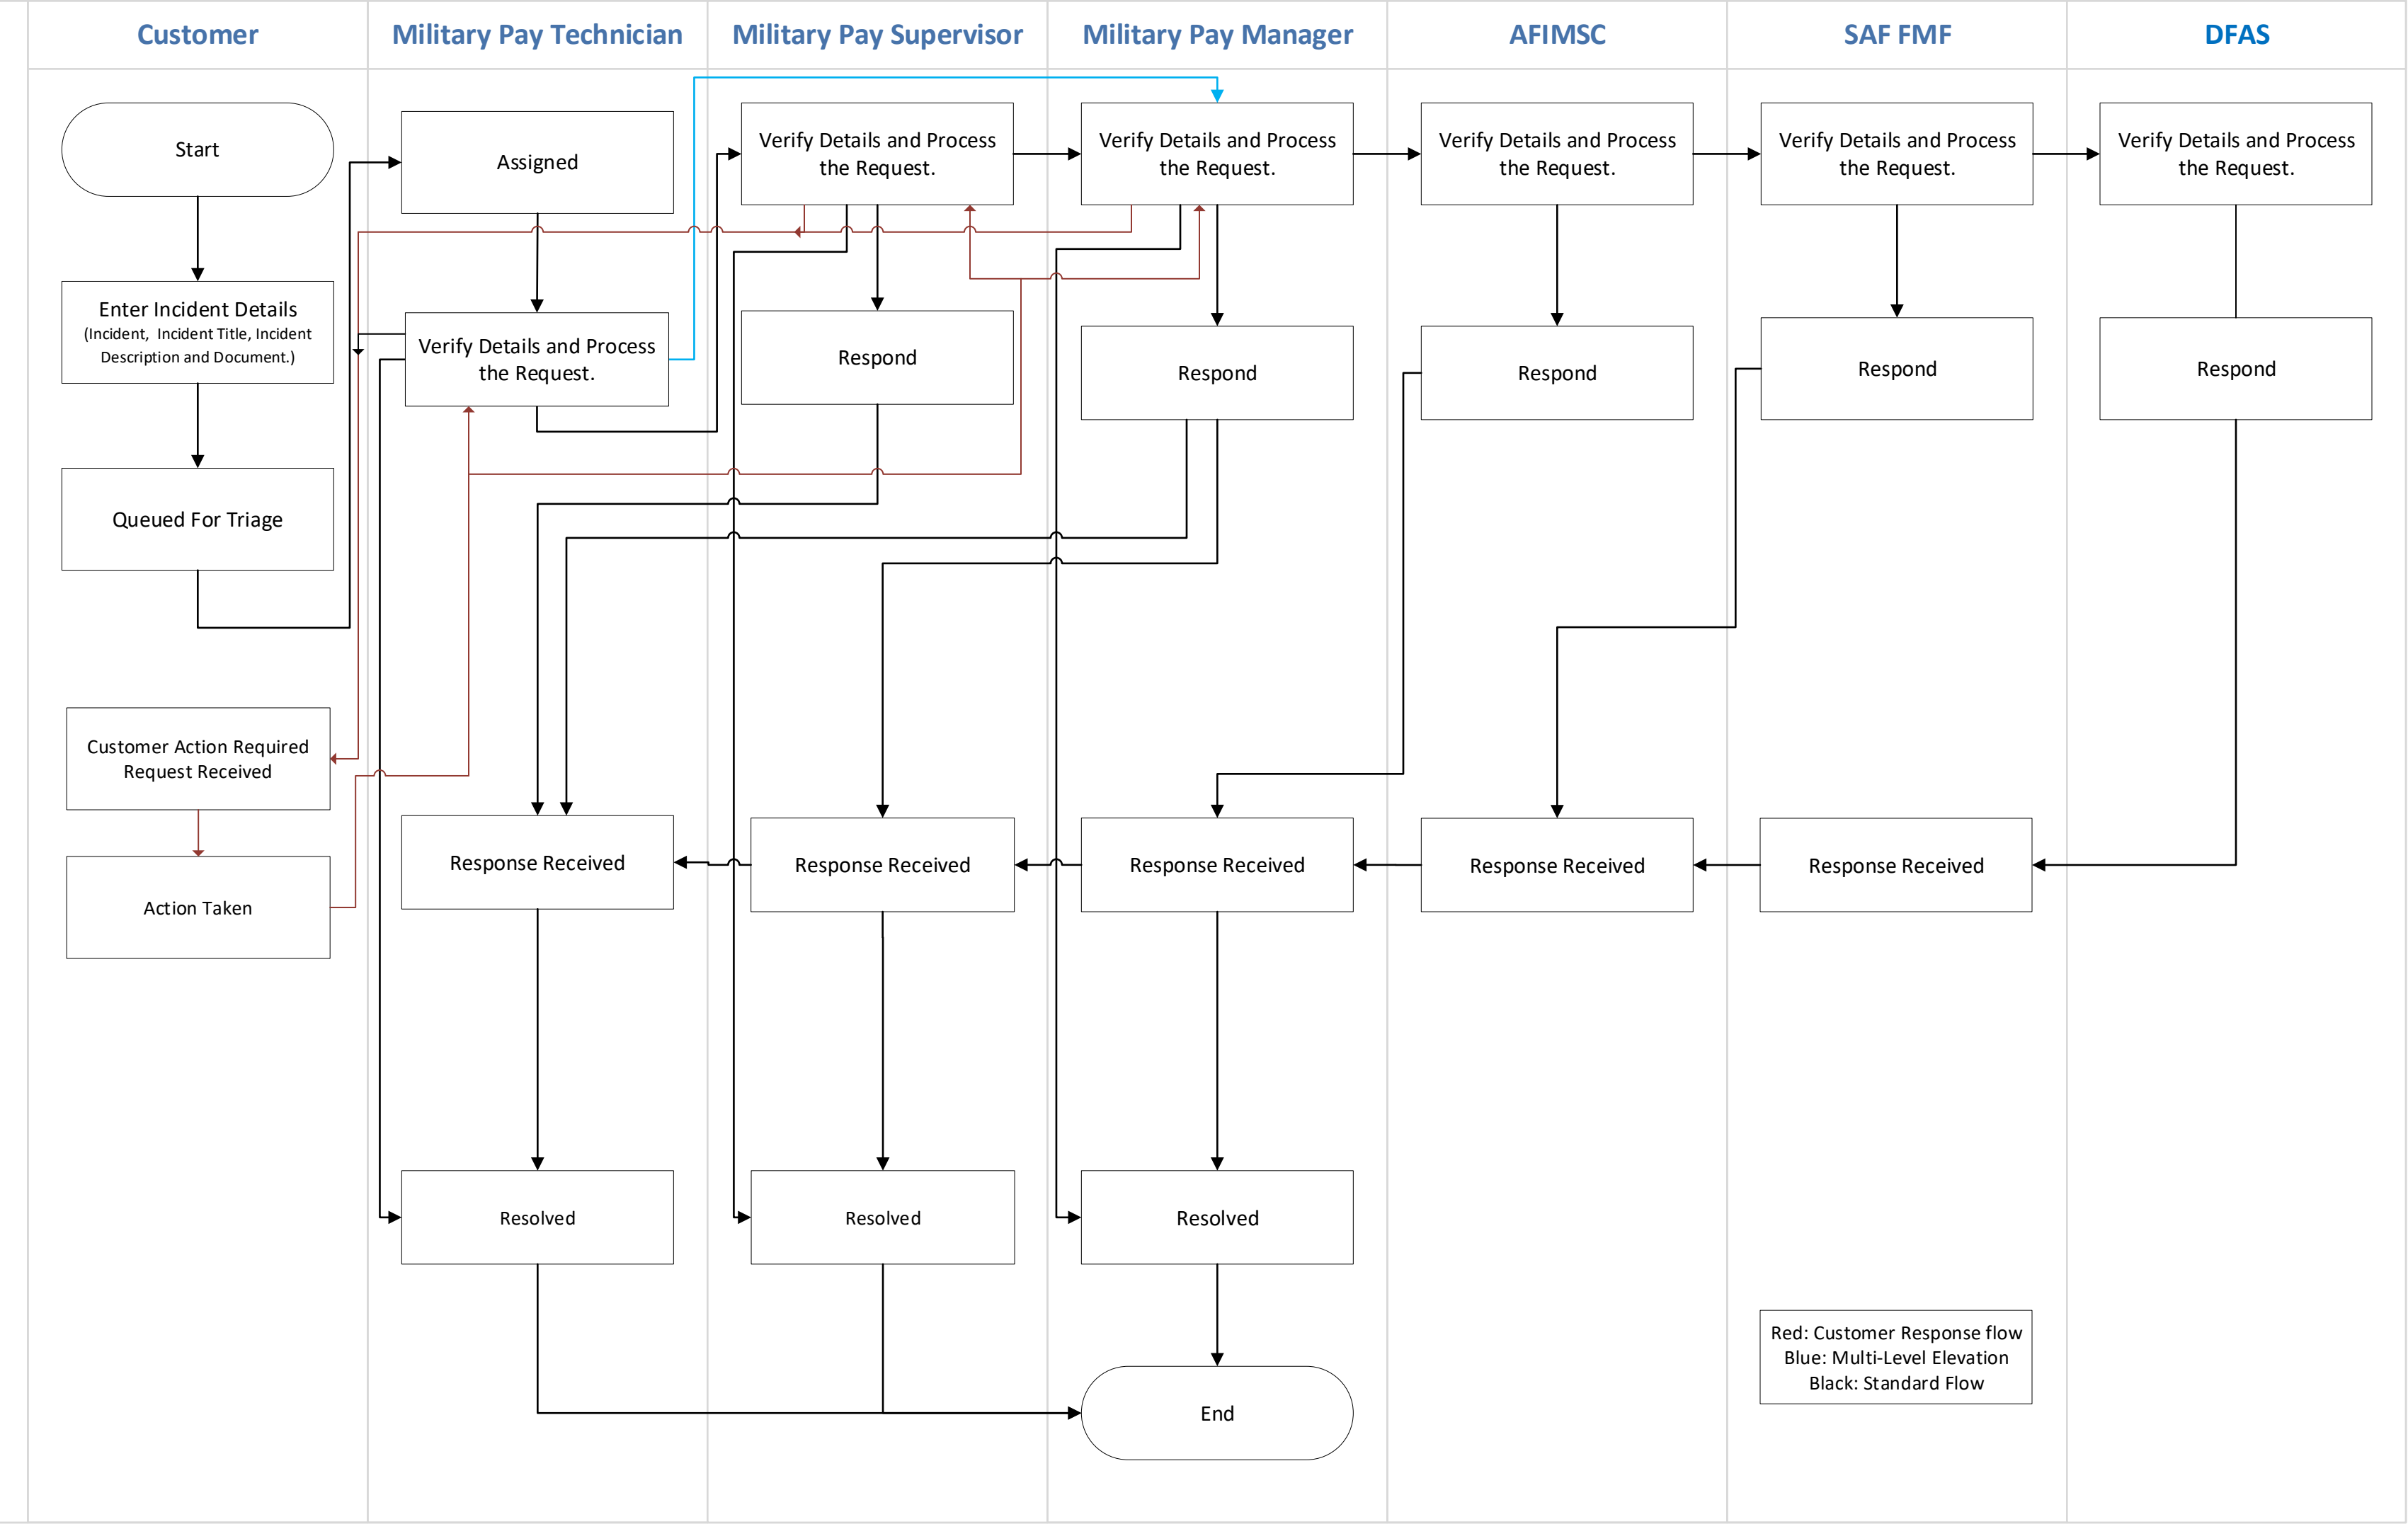 Customer
Military Pay Technician
Military Pay Supervisor
Military Pay Manager
AFIMSC
SAF FMF
DFAS
Start
Enter Incident Details
(Incident, Incident Title, Incident
Description and Document.)
Queued For Triage
Customer Action Required
Request Received
Action Taken
Assigned
Verify Details and Process
the Request.
Response Received
Resolved
Verify Details and Process
the Request.
Respond
Response Received
Resolved
Verify Details and Process
the Request.
Respond
Response Received
Resolved
End
Verify Details and Process
the Request.
Respond
Response Received
Verify Details and Process
the Request.
Respond
Response Received
Red: Customer Response flow
Blue: Multi-Level Elevation
Black: Standard Flow
Verify Details and Process
the Request.
Respond